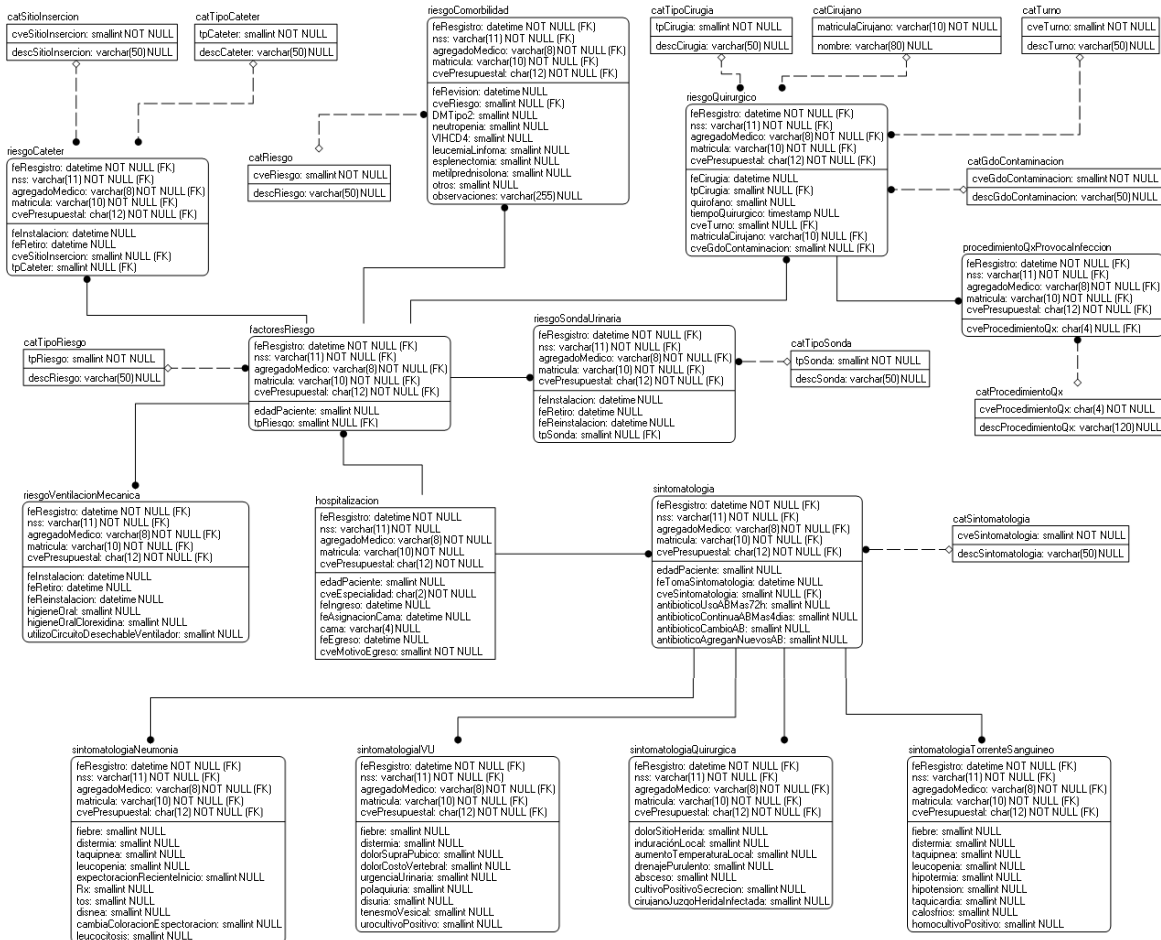 catSitioInsercion
cveSitioInsercion: smallint NOT NULL
descSitioInsercion: varchar(50) NULL
catTipoCateter
tpCateter: smallint NOT NULL
descCateter: varchar(50) NULL
riesgoComorbilidad
feResgistro: datetime NOT NULL (FK)
nss: varchar(11) NOT NULL (FK)
agregadoMedico: varchar(8) NOT NULL (FK)
matricula: varchar(10) NOT NULL (FK)
cvePresupuestal: char(12) NOT NULL (FK)
feRevision: datetime NULL
cveRiesgo: smallint NULL (FK)
DMTipo2: smallint NULL
neutropenia: smallint NULL
VIHCD4: smallint NULL
leucemiaLinfoma: smallint NULL
esplenectomia: smallint NULL
metilprednisolona: smallint NULL
otros: smallint NULL
observaciones: varchar(255) NULL
catTipoCirugia
tpCirugia: smallint NOT NULL
descCirugia: varchar(50) NULL
catCirujano
matriculaCirujano: varchar(10) NOT NULL
nombre: varchar(80) NULL
catTurno
cveTurno: smallint NOT NULL
descTurno: varchar(50) NULL
riesgoQuirurgico
feResgistro: datetime NOT NULL (FK)
nss: varchar(11) NOT NULL (FK)
agregadoMedico: varchar(8) NOT NULL (FK)
matricula: varchar(10) NOT NULL (FK)
cvePresupuestal: char(12) NOT NULL (FK)
feCirugia: datetime NULL
tpCirugia: smallint NULL (FK)
quirofano: smallint NULL
tiempoQuirurgico: timestamp NULL
cveTurno: smallint NULL (FK)
matriculaCirujano: varchar(10) NULL (FK)
cveGdoContaminacion: smallint NULL (FK)
riesgoCateter
feResgistro: datetime NOT NULL (FK)
nss: varchar(11) NOT NULL (FK)
agregadoMedico: varchar(8) NOT NULL (FK)
matricula: varchar(10) NOT NULL (FK)
cvePresupuestal: char(12) NOT NULL (FK)
feInstalacion: datetime NULL
feRetiro: datetime NULL
cveSitioInsercion: smallint NULL (FK)
tpCateter: smallint NULL (FK)
catRiesgo
cveRiesgo: smallint NOT NULL
descRiesgo: varchar(50) NULL
catGdoContaminacion
cveGdoContaminacion: smallint NOT NULL
descGdoContaminacion: varchar(50) NULL
procedimientoQxProvocaInfeccion
feResgistro: datetime NOT NULL (FK)
nss: varchar(11) NOT NULL (FK)
agregadoMedico: varchar(8) NOT NULL (FK)
matricula: varchar(10) NOT NULL (FK)
cvePresupuestal: char(12) NOT NULL (FK)
cveProcedimientoQx: char(4) NULL (FK)
catTipoRiesgo
tpRiesgo: smallint NOT NULL
descRiesgo: varchar(50) NULL
factoresRiesgo
feResgistro: datetime NOT NULL (FK)
nss: varchar(11) NOT NULL (FK)
agregadoMedico: varchar(8) NOT NULL (FK)
matricula: varchar(10) NOT NULL (FK)
cvePresupuestal: char(12) NOT NULL (FK)
edadPaciente: smallint NULL
tpRiesgo: smallint NULL (FK)
riesgoSondaUrinaria
feResgistro: datetime NOT NULL (FK)
nss: varchar(11) NOT NULL (FK)
agregadoMedico: varchar(8) NOT NULL (FK)
matricula: varchar(10) NOT NULL (FK)
cvePresupuestal: char(12) NOT NULL (FK)
feInstalacion: datetime NULL
feRetiro: datetime NULL
feReinstalacion: datetime NULL
tpSonda: smallint NULL (FK)
catTipoSonda
tpSonda: smallint NOT NULL
descSonda: varchar(50) NULL
catProcedimientoQx
cveProcedimientoQx: char(4) NOT NULL
descProcedimientoQx: varchar(120) NULL
riesgoVentilacionMecanica
feResgistro: datetime NOT NULL (FK)
nss: varchar(11) NOT NULL (FK)
agregadoMedico: varchar(8) NOT NULL (FK)
matricula: varchar(10) NOT NULL (FK)
cvePresupuestal: char(12) NOT NULL (FK)
feInstalacion: datetime NULL
feRetiro: datetime NULL
feReinstalacion: datetime NULL
higieneOral: smallint NULL
higieneOralClorexidina: smallint NULL
utilizoCircuitoDesechableVentilador: smallint NULL
hospitalizacion
feResgistro: datetime NOT NULL
nss: varchar(11) NOT NULL
agregadoMedico: varchar(8) NOT NULL
matricula: varchar(10) NOT NULL
cvePresupuestal: char(12) NOT NULL
edadPaciente: smallint NULL
cveEspecialidad: char(2) NOT NULL
feIngreso: datetime NULL
feAsignacionCama: datetime NULL
cama: varchar(4) NULL
feEgreso: datetime NULL
cveMotivoEgreso: smallint NOT NULL
sintomatologia
feResgistro: datetime NOT NULL (FK)
nss: varchar(11) NOT NULL (FK)
agregadoMedico: varchar(8) NOT NULL (FK)
matricula: varchar(10) NOT NULL (FK)
cvePresupuestal: char(12) NOT NULL (FK)
edadPaciente: smallint NULL
feTomaSintomatologia: datetime NULL
cveSintomatologia: smallint NULL (FK)
antibioticoUsoABMas72h: smallint NULL
antibioticoContinuaABMas4dias: smallint NULL
antibioticoCambioAB: smallint NULL
antibioticoAgreganNuevosAB: smallint NULL
catSintomatologia
cveSintomatologia: smallint NOT NULL
descSintomatologia: varchar(50) NULL
sintomatologiaNeumonia
feResgistro: datetime NOT NULL (FK)
nss: varchar(11) NOT NULL (FK)
agregadoMedico: varchar(8) NOT NULL (FK)
matricula: varchar(10) NOT NULL (FK)
cvePresupuestal: char(12) NOT NULL (FK)
fiebre: smallint NULL
distermia: smallint NULL
taquipnea: smallint NULL
leucopenia: smallint NULL
expectoracionRecienteInicio: smallint NULL
Rx: smallint NULL
tos: smallint NULL
disnea: smallint NULL
cambiaColoracionEspectoracion: smallint NULL
leucocitosis: smallint NULL
sintomatologiaIVU
feResgistro: datetime NOT NULL (FK)
nss: varchar(11) NOT NULL (FK)
agregadoMedico: varchar(8) NOT NULL (FK)
matricula: varchar(10) NOT NULL (FK)
cvePresupuestal: char(12) NOT NULL (FK)
fiebre: smallint NULL
distermia: smallint NULL
dolorSupraPubico: smallint NULL
dolorCostoVertebral: smallint NULL
urgenciaUrinaria: smallint NULL
polaquiuria: smallint NULL
disuria: smallint NULL
tenesmoVesical: smallint NULL
urocultivoPositivo: smallint NULL
sintomatologiaQuirurgica
feResgistro: datetime NOT NULL (FK)
nss: varchar(11) NOT NULL (FK)
agregadoMedico: varchar(8) NOT NULL (FK)
matricula: varchar(10) NOT NULL (FK)
cvePresupuestal: char(12) NOT NULL (FK)
dolorSitioHerida: smallint NULL
induraciónLocal: smallint NULL
aumentoTemperaturaLocal: smallint NULL
drenajePurulento: smallint NULL
absceso: smallint NULL
cultivoPositivoSecrecion: smallint NULL
cirujanoJuzgoHeridaInfectada: smallint NULL
sintomatologiaTorrenteSanguineo
feResgistro: datetime NOT NULL (FK)
nss: varchar(11) NOT NULL (FK)
agregadoMedico: varchar(8) NOT NULL (FK)
matricula: varchar(10) NOT NULL (FK)
cvePresupuestal: char(12) NOT NULL (FK)
fiebre: smallint NULL
distermia: smallint NULL
taquipnea: smallint NULL
leucopenia: smallint NULL
hipotermia: smallint NULL
hipotension: smallint NULL
taquicardia: smallint NULL
calosfrios: smallint NULL
homocultivoPositivo: smallint NULL